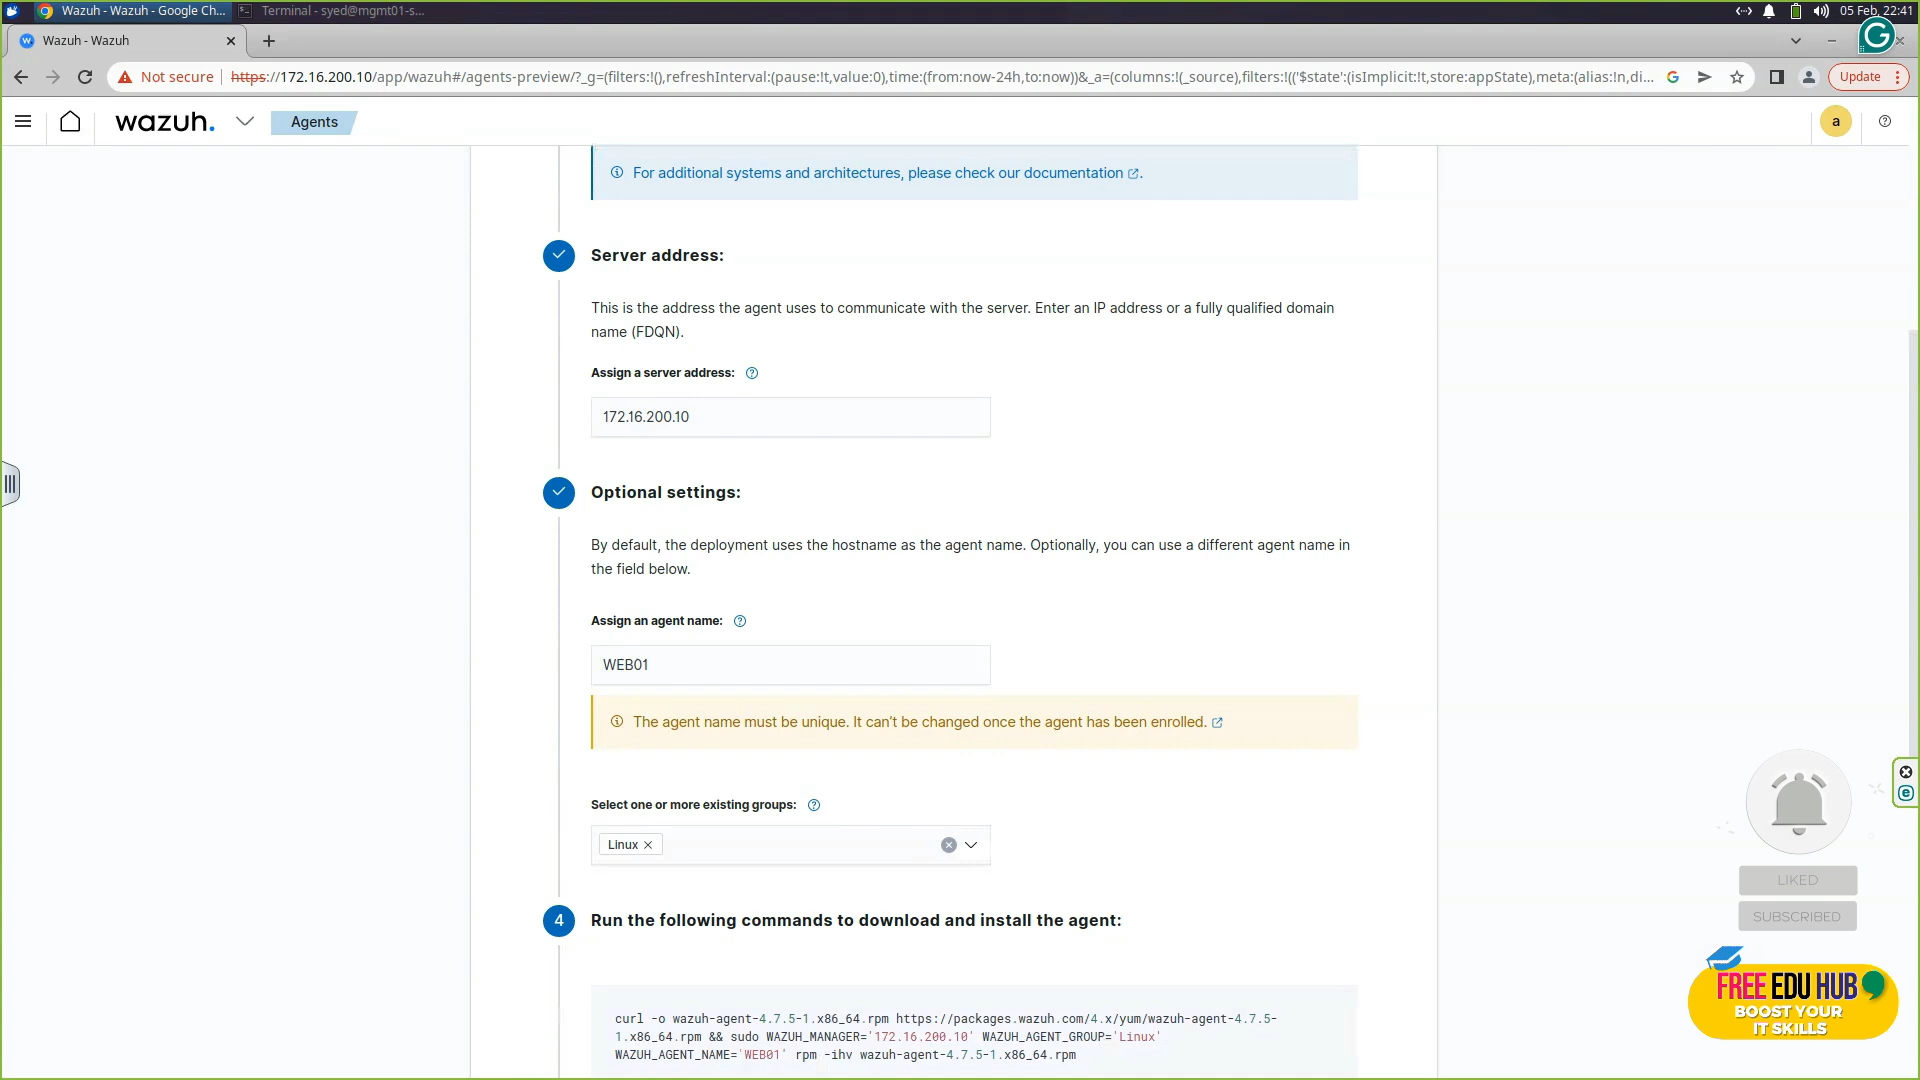 Wazuh - Wazuh - Google Ch...
Terminal - syed@mgmt01-s...
05 Feb, 22:41
Wazuh - Wazuh
Not secure
https://172.16.200.10/app/wazuh#/agents-preview/?_g=(filters:!(),refreshInterval:(pause:!t,value:0),time:(from:now-24h,to:now))&_a=(columns:!(_source),filters:!(('$state':(isImplicit:!t,store:appState),meta:(alias:!n,di...
Update
wazuh.
Agents
a
For additional systems and architectures, please check our documentation.
Server address:
This is the address the agent uses to communicate with the server. Enter an IP address or a fully qualified domain
name (FDQN).
Assign a server address:
172.16.200.10
Optional settings:
By default, the deployment uses the hostname as the agent name. Optionally, you can use a different agent name in
the field below.
Assign an agent name:
WEB01
The agent name must be unique. It can’t be changed once the agent has been enrolled.
Select one or more existing groups:
Linux
4
Run the following commands to download and install the agent:
curl -o wazuh-agent-4.7.5-1.x86_64.rpm https://packages.wazuh.com/4.x/yum/wazuh-agent-4.7.5-
1.x86_64.rpm && sudo WAZUH_MANAGER='172.16.200.10' WAZUH_AGENT_GROUP='Linux'
WAZUH_AGENT_NAME='WEB01' rpm -ihv wazuh-agent-4.7.5-1.x86_64.rpm
LIKED
SUBSCRIBED
FREE EDU HUB
BOOST YOUR
IT SKILLS